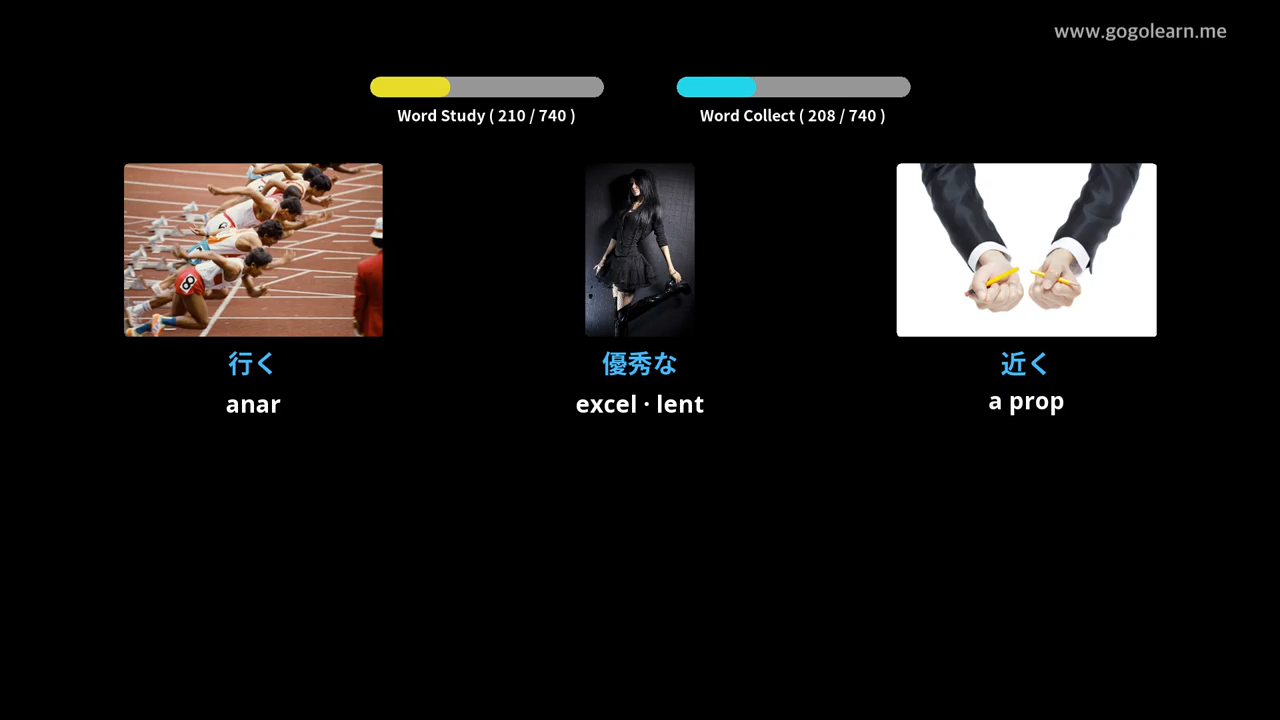 www.gogolearn.me
Word Study ( 210 / 740 )
Word Collect ( 208 / 740 )
行く
anar
優秀な
excel · lent
近く
a prop
8